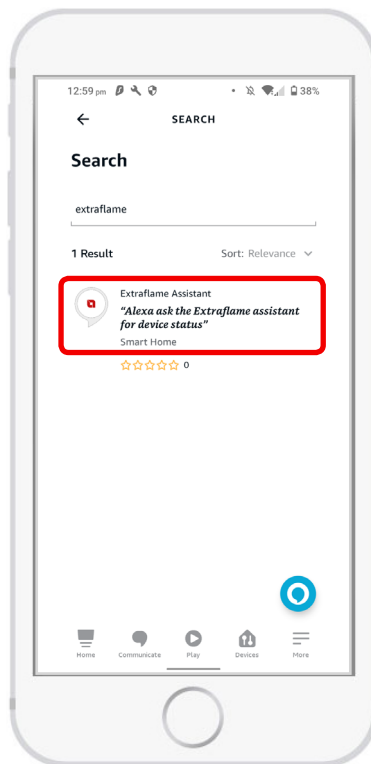 12:59 pm 38%
SEARCH
Search
extraflame
1 Result Sort: Relevance
Extraflame Assistant
“Alexa ask the Extraflame assistant
for device status”
Smart Home
0
Home Communicate Play Devices More